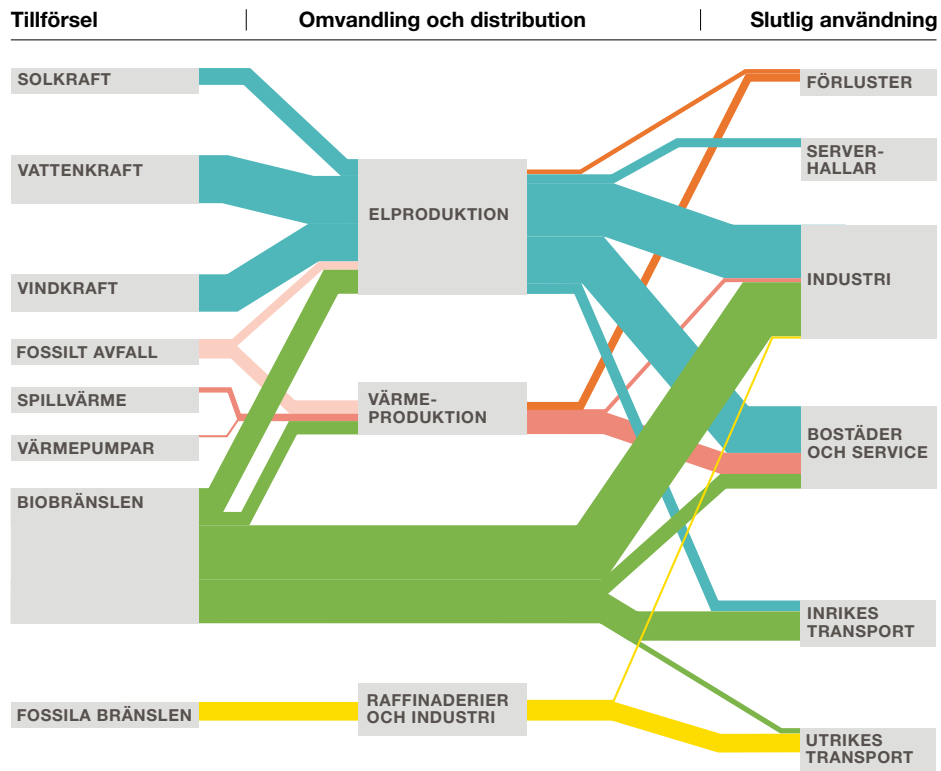 Tillförsel
Omvandling och distribution
Slutlig användning
SOLKRAFT
VATTENKRAFT
VINDKRAFT
FOSSILT AVFALL
SPILLVÄRME
VÄRMEPUMPAR
BIOBRÄNSLEN
FOSSILA BRÄNSLEN
ELPRODUKTION
VÄRME-
PRODUKTION
RAFFINADERIER
OCH INDUSTRI
FÖRLUSTER
SERVER-
HALLAR
INDUSTRI
BOSTÄDER
OCH SERVICE
INRIKES
TRANSPORT
UTRIKES
TRANSPORT